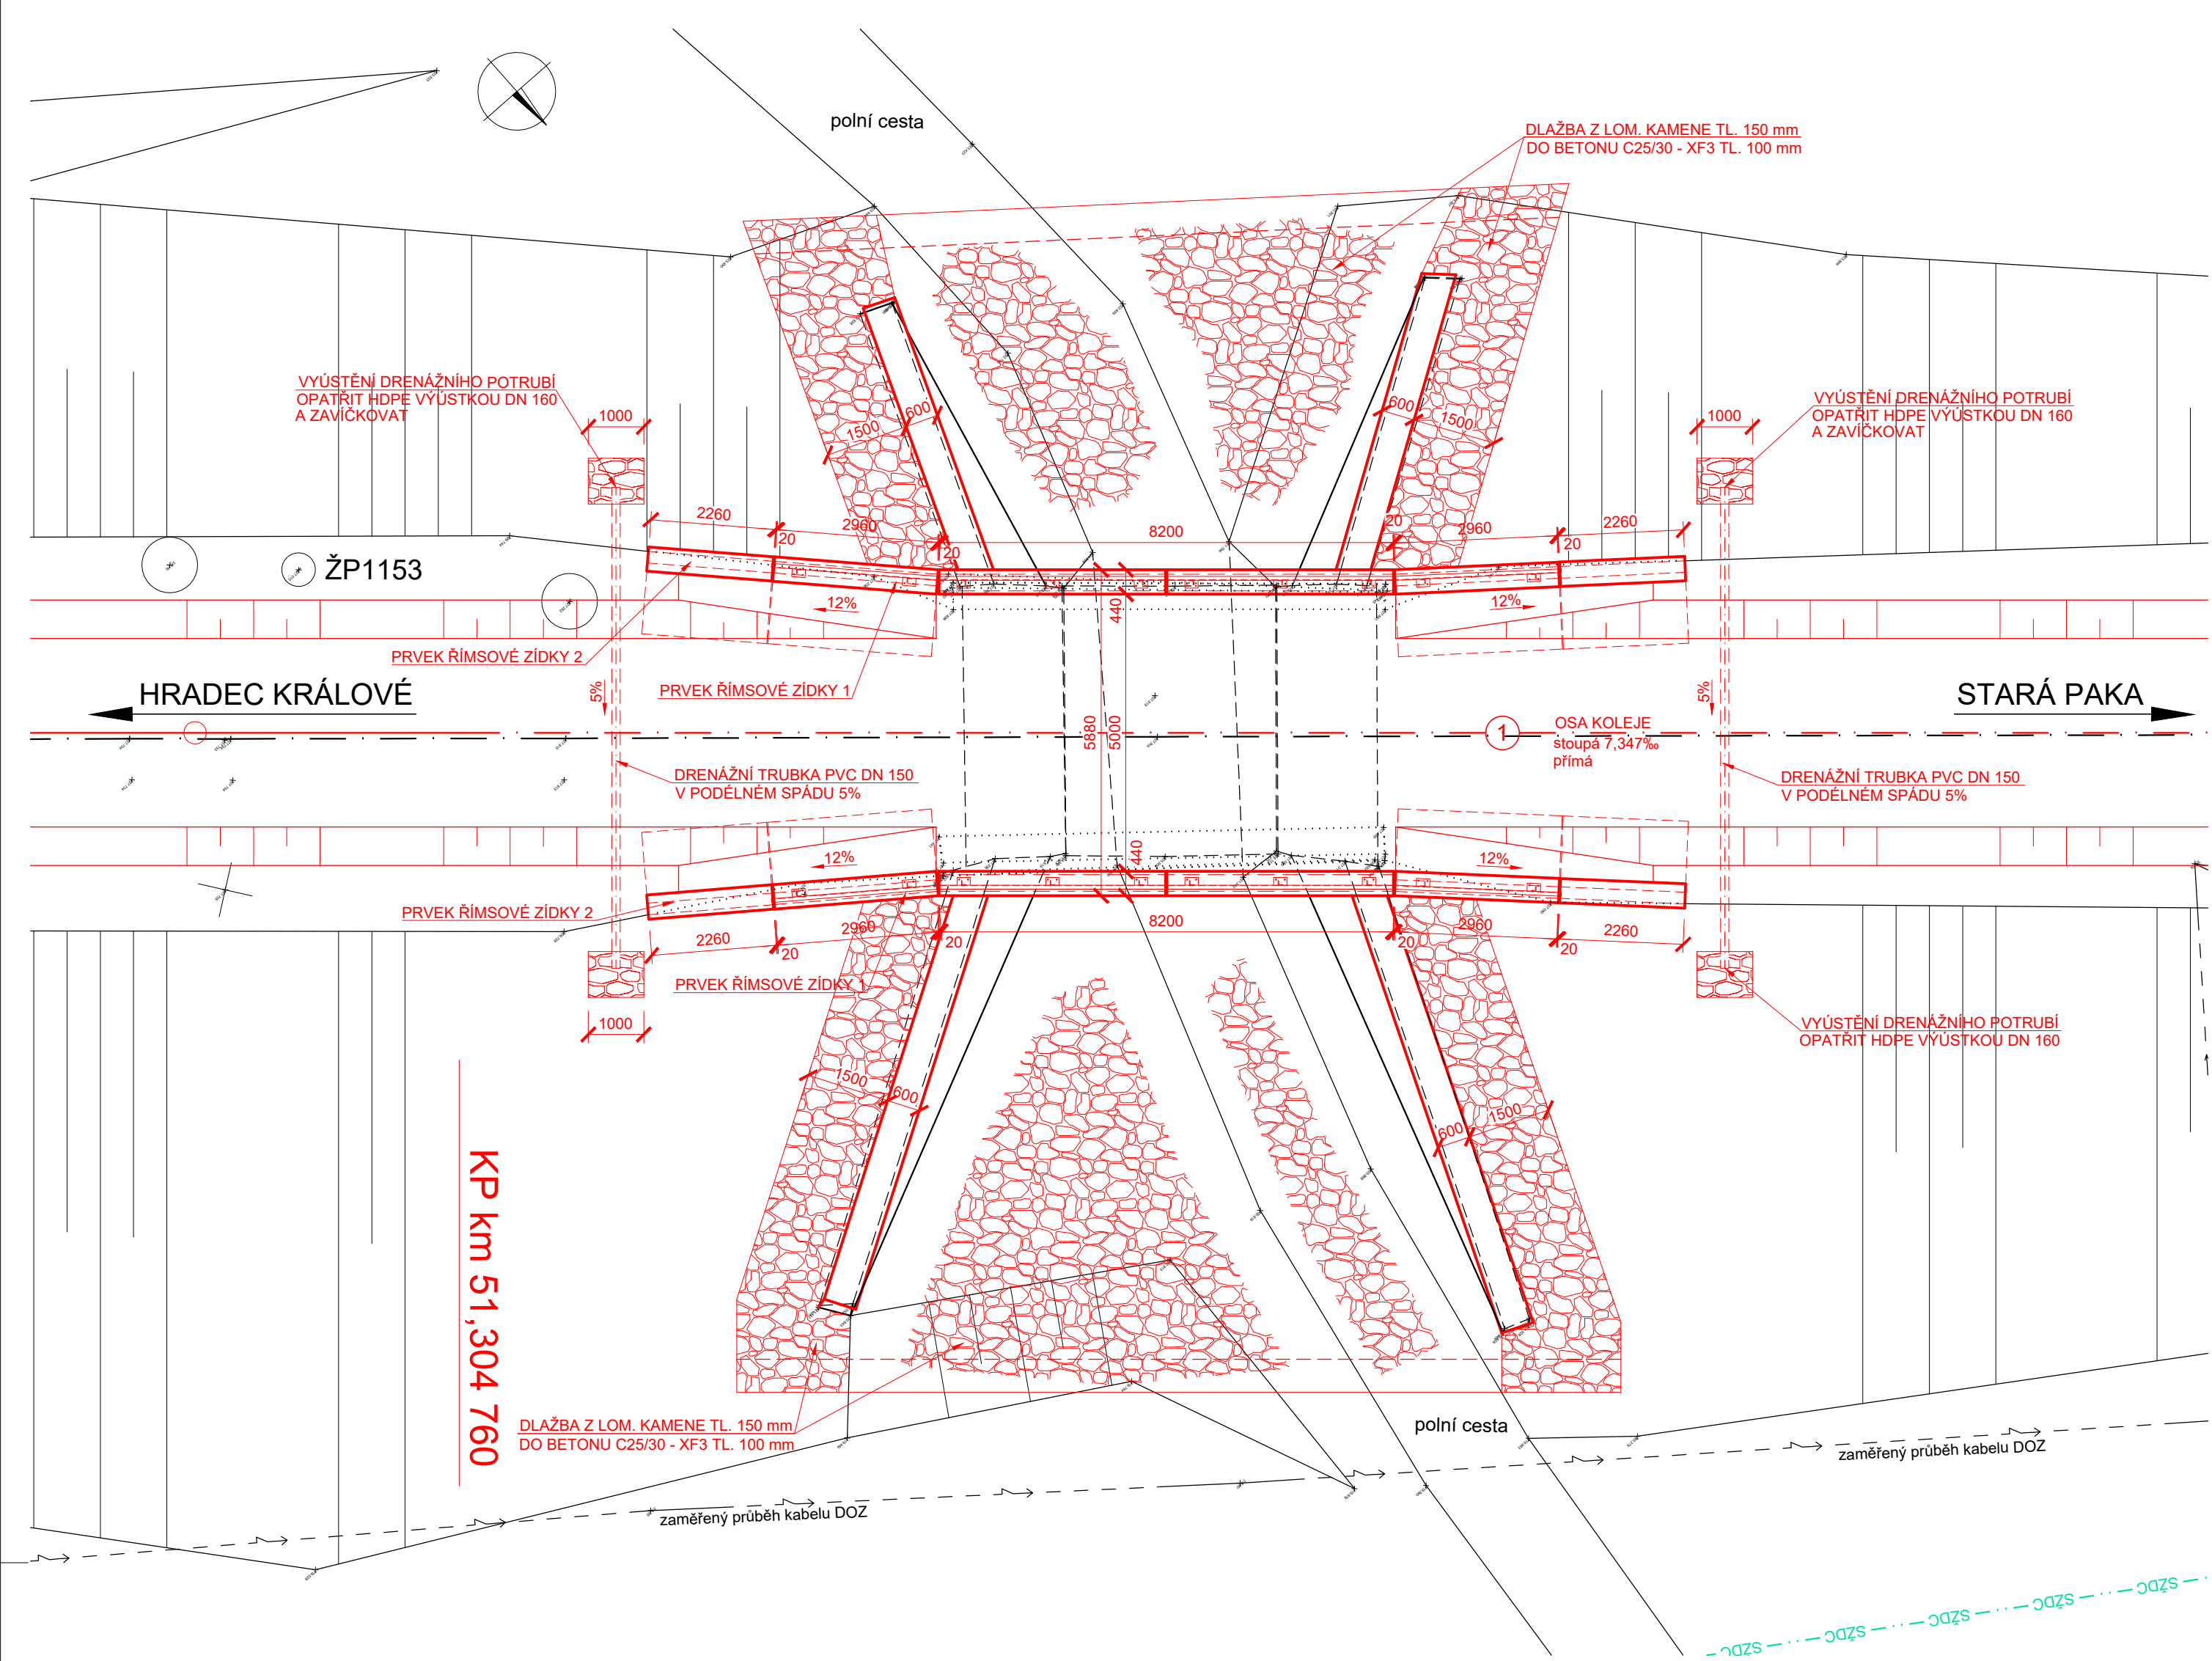 polní cesta
DLAŽBA Z LOM. KAMENE TL. 150 mm
DO BETONU C25/30 - XF3 TL. 100 mm
VYÚSTĚNÍ DRENÁŽNÍHO POTRUBÍ
OPATŘIT HDPE VÝÚSTKOU DN 160
A ZAVÍČKOVAT
1000
1500
600
600
1500
1000
VYÚSTĚNÍ DRENÁŽNÍHO POTRUBÍ
OPATŘIT HDPE VÝÚSTKOU DN 160
A ZAVÍČKOVAT
2260
20
2960
20
8200
20
2960
20
2260
ŽP1153
12%
440
12%
PRVEK ŘÍMSOVÉ ZÍDKY 2
PRVEK ŘÍMSOVÉ ZÍDKY 1
HRADEC KRÁLOVÉ
5%
5880
5000
1
OSA KOLEJE
stoupá 7,347‰
přímá
5%
STARÁ PAKA
DRENÁŽNÍ TRUBKA PVC DN 150
V PODÉLNÉM SPÁDU 5%
DRENÁŽNÍ TRUBKA PVC DN 150
V PODÉLNÉM SPÁDU 5%
12%
440
12%
PRVEK ŘÍMSOVÉ ZÍDKY 2
2260
20
2960
20
8200
20
2960
20
2260
PRVEK ŘÍMSOVÉ ZÍDKY 1
1000
1500
600
600
1500
VYÚSTĚNÍ DRENÁŽNÍHO POTRUBÍ
OPATŘIT HDPE VÝÚSTKOU DN 160
KP km 51,304 760
DLAŽBA Z LOM. KAMENE TL. 150 mm
DO BETONU C25/30 - XF3 TL. 100 mm
polní cesta
zaměřený průběh kabelu DOZ
zaměřený průběh kabelu DOZ
SŽDC
SŽDC
SŽDC
SŽDC
SŽDC